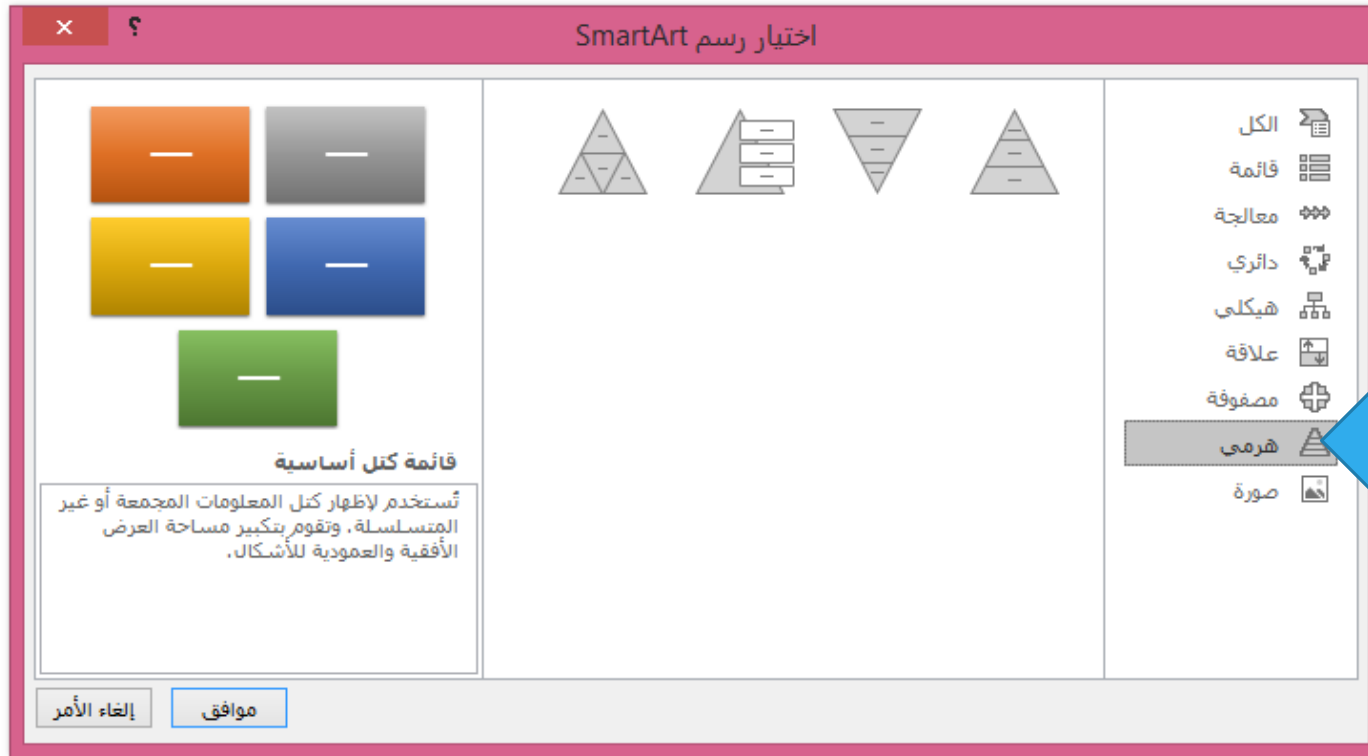 اختيار رسم SmartArt
؟
الكل
قائمة
معالجة
دائري
هيكلي
علاقة
مصفوفة
هرمي
صورة
قائمة كتل أساسية
تُستخدم لإظهار كتل المعلومات المجمعة أو غير
المتسلسلة. وتقوم بتكبير مساحة العرض
الأفقية والعمودية للأشكال.
موافق
إلغاء الأمر